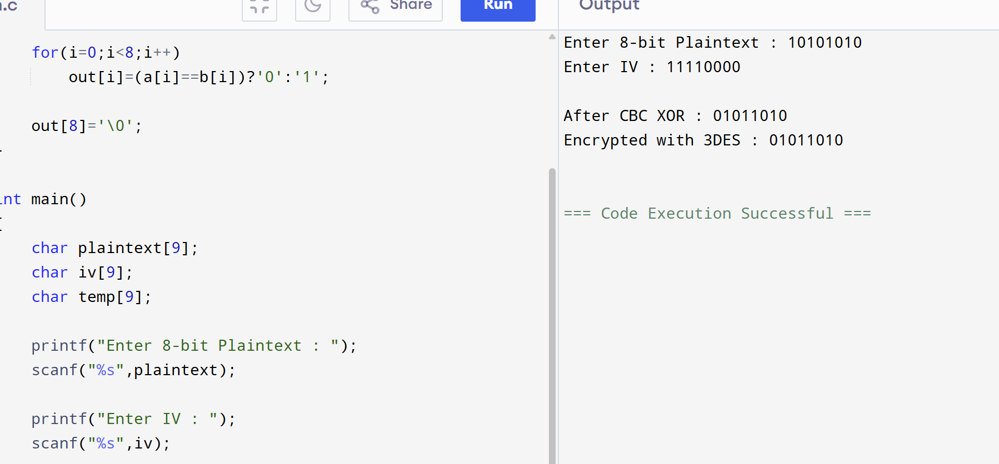 .c
Share
Run
Output
for(i=0;i<8;i++)
out[i]=(a[i]==b[i])?'0':'1';
out[8]='\0';
int main()
{
char plaintext[9];
char iv[9];
char temp[9];
printf("Enter 8-bit Plaintext : ");
scanf("%s",plaintext);
printf("Enter IV : ");
scanf("%s",iv);
Enter 8-bit Plaintext : 10101010
Enter IV : 11110000
After CBC XOR : 01011010
Encrypted with 3DES : 01011010
=== Code Execution Successful ===